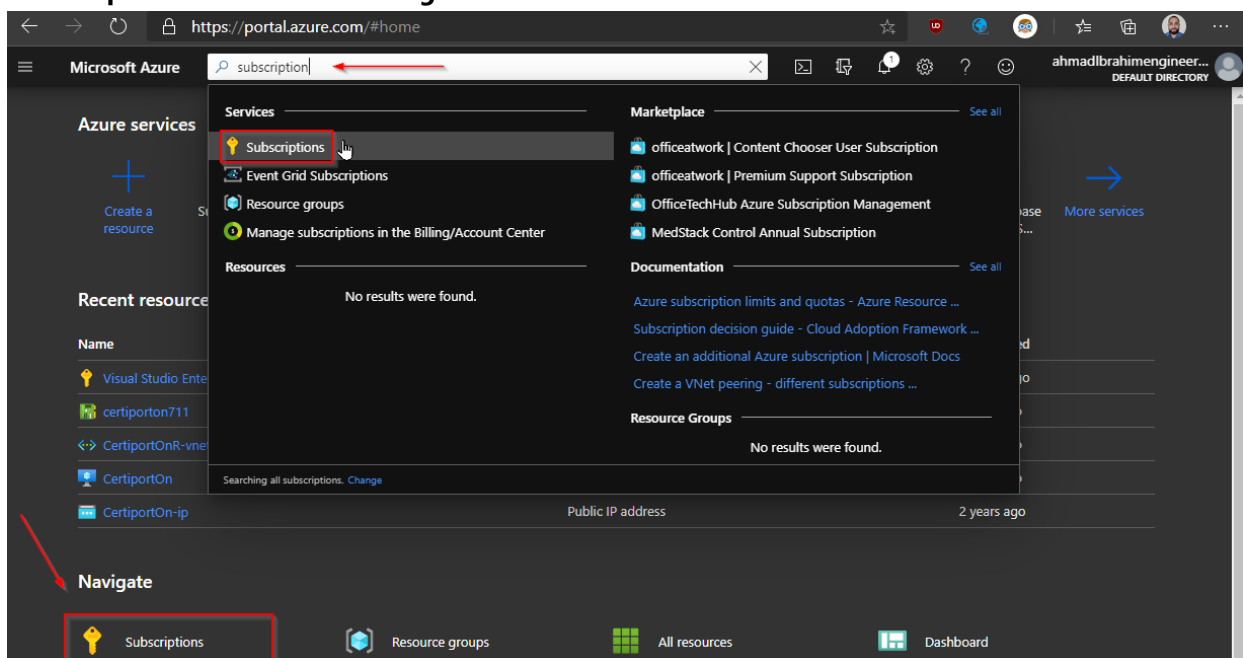 https://portal.azure.com/#home
Microsoft Azure
subscription
1
ahmadIbrahimengineer...
DEFAULT DIRECTORY
Azure services
Create a
resource
More services
Services
Subscriptions
Event Grid Subscriptions
Resource groups
Manage subscriptions in the Billing/Account Center
Resources
No results were found.
Marketplace
See all
officeatwork | Content Chooser User Subscription
officeatwork | Premium Support Subscription
OfficeTechHub Azure Subscription Management
MedStack Control Annual Subscription
Documentation
See all
Azure subscription limits and quotas - Azure Resource ...
Subscription decision guide - Cloud Adoption Framework ...
Create an additional Azure subscription | Microsoft Docs
Create a VNet peering - different subscriptions ...
Resource Groups
No results were found.
Searching all subscriptions. Change
Recent resource
Name
Visual Studio Ente
certiporton711
CertiportOnR-vne
CertiportOn
CertiportOn-ip
Public IP address
2 years ago
Navigate
Subscriptions
Resource groups
All resources
Dashboard